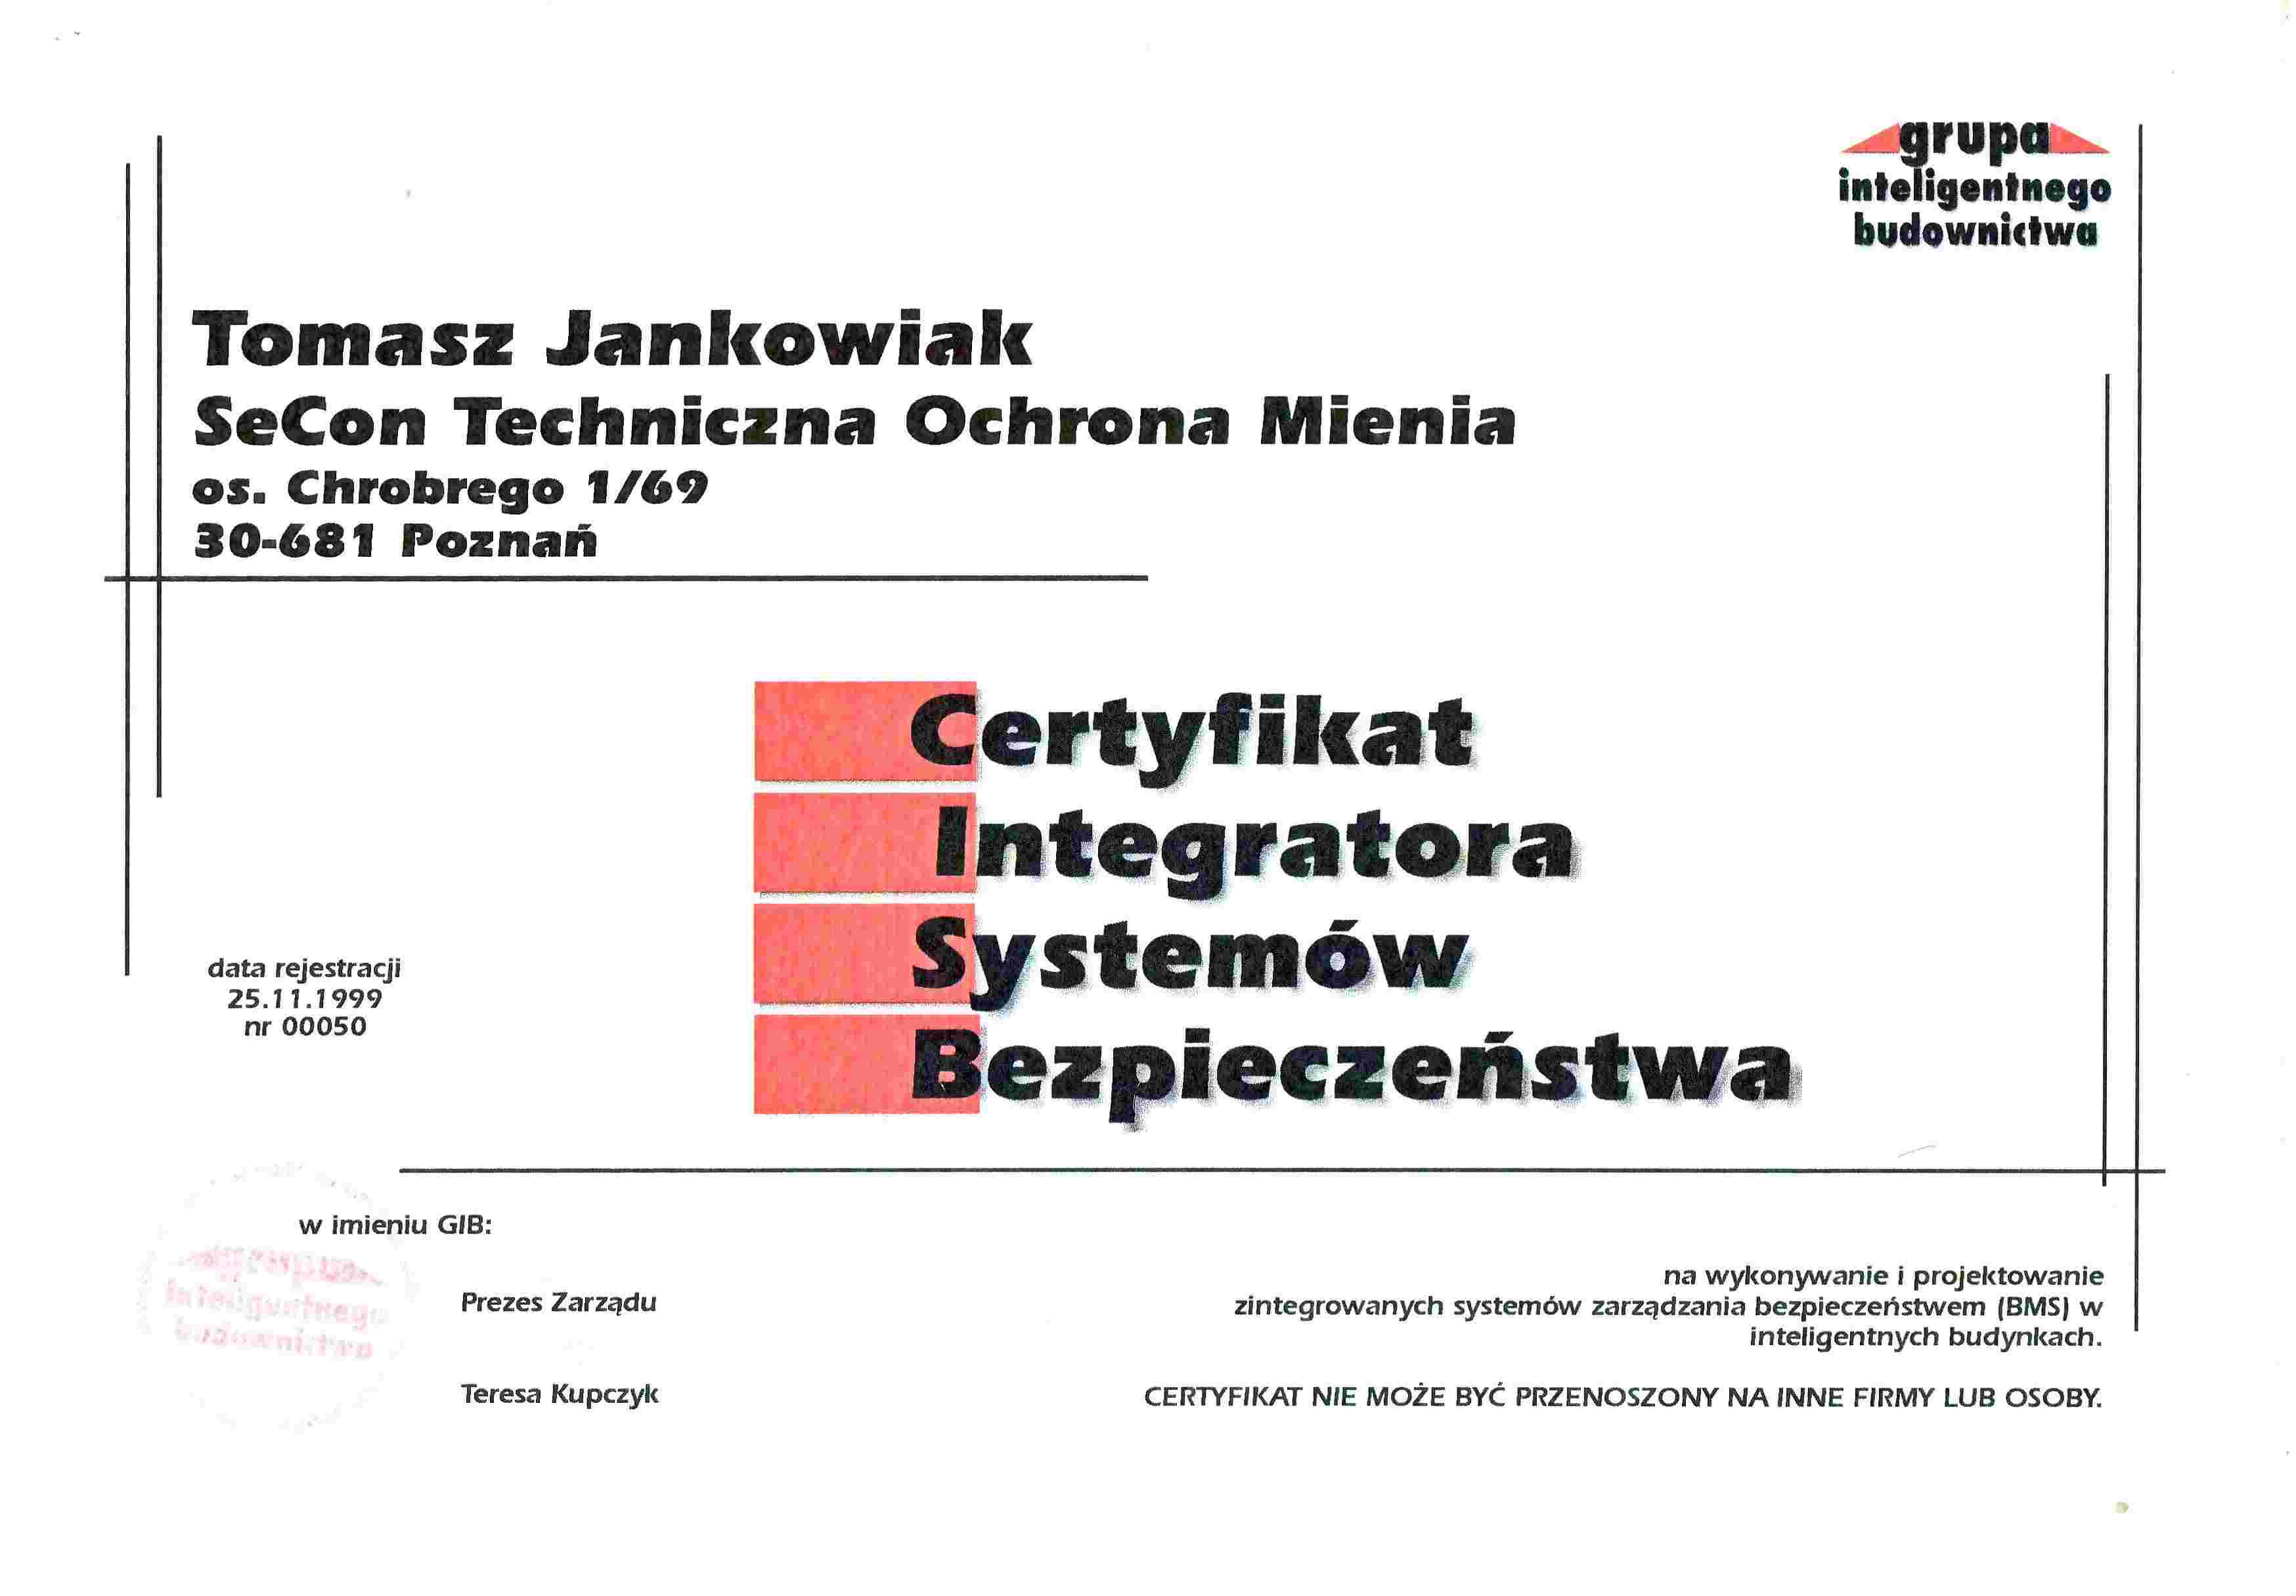 grupa
inteligentnego
budownictwa
Tomasz Jankowiak
SeCon Techniczna Ochrona Mienia
os. Chrobrego 1/69
30-681 Poznań
Certyfikat
Integratora
Systemów
Bezpieczeństwa
data rejestracji
25.11.1999
nr 00050
w imieniu GIB:
Prezes Zarządu
Teresa Kupczyk
inteligentnego
budownictwa
na wykonywanie i projektowanie
zintegrowanych systemów zarządzania bezpieczeństwem (BMS) w
inteligentnych budynkach.
CERTYFIKAT NIE MOŻE BYĆ PRZENOSZONY NA INNE FIRMY LUB OSOBY.